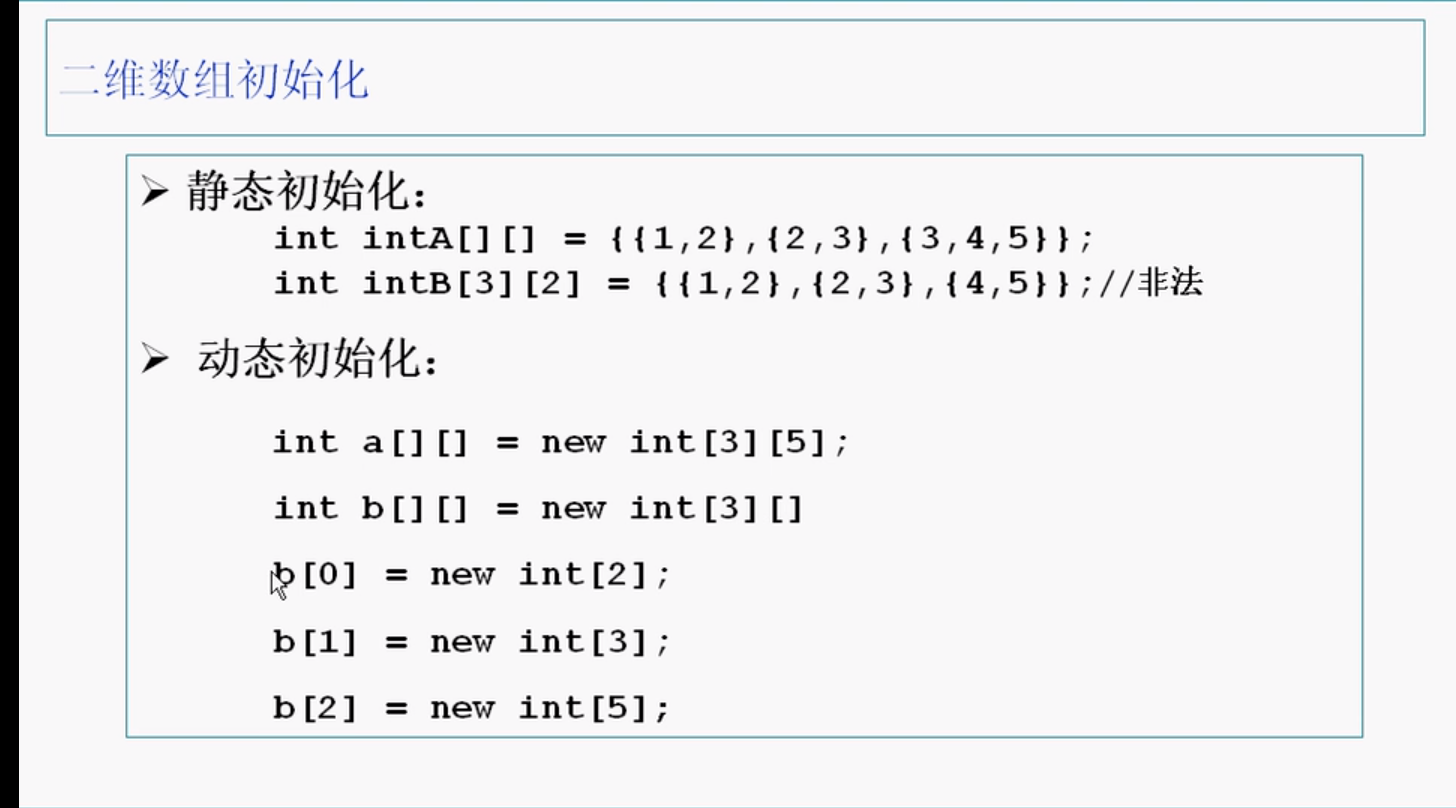 二维数组初始化
➢ 静态初始化：
int intA[][] = {{1,2},{2,3},{3,4,5}};
int intB[3][2] = {{1,2},{2,3},{4,5}};//非法
➢ 动态初始化：
int a[][] = new int[3][5];
int b[][] = new int[3][]
b[0] = new int[2];
b[1] = new int[3];
b[2] = new int[5];